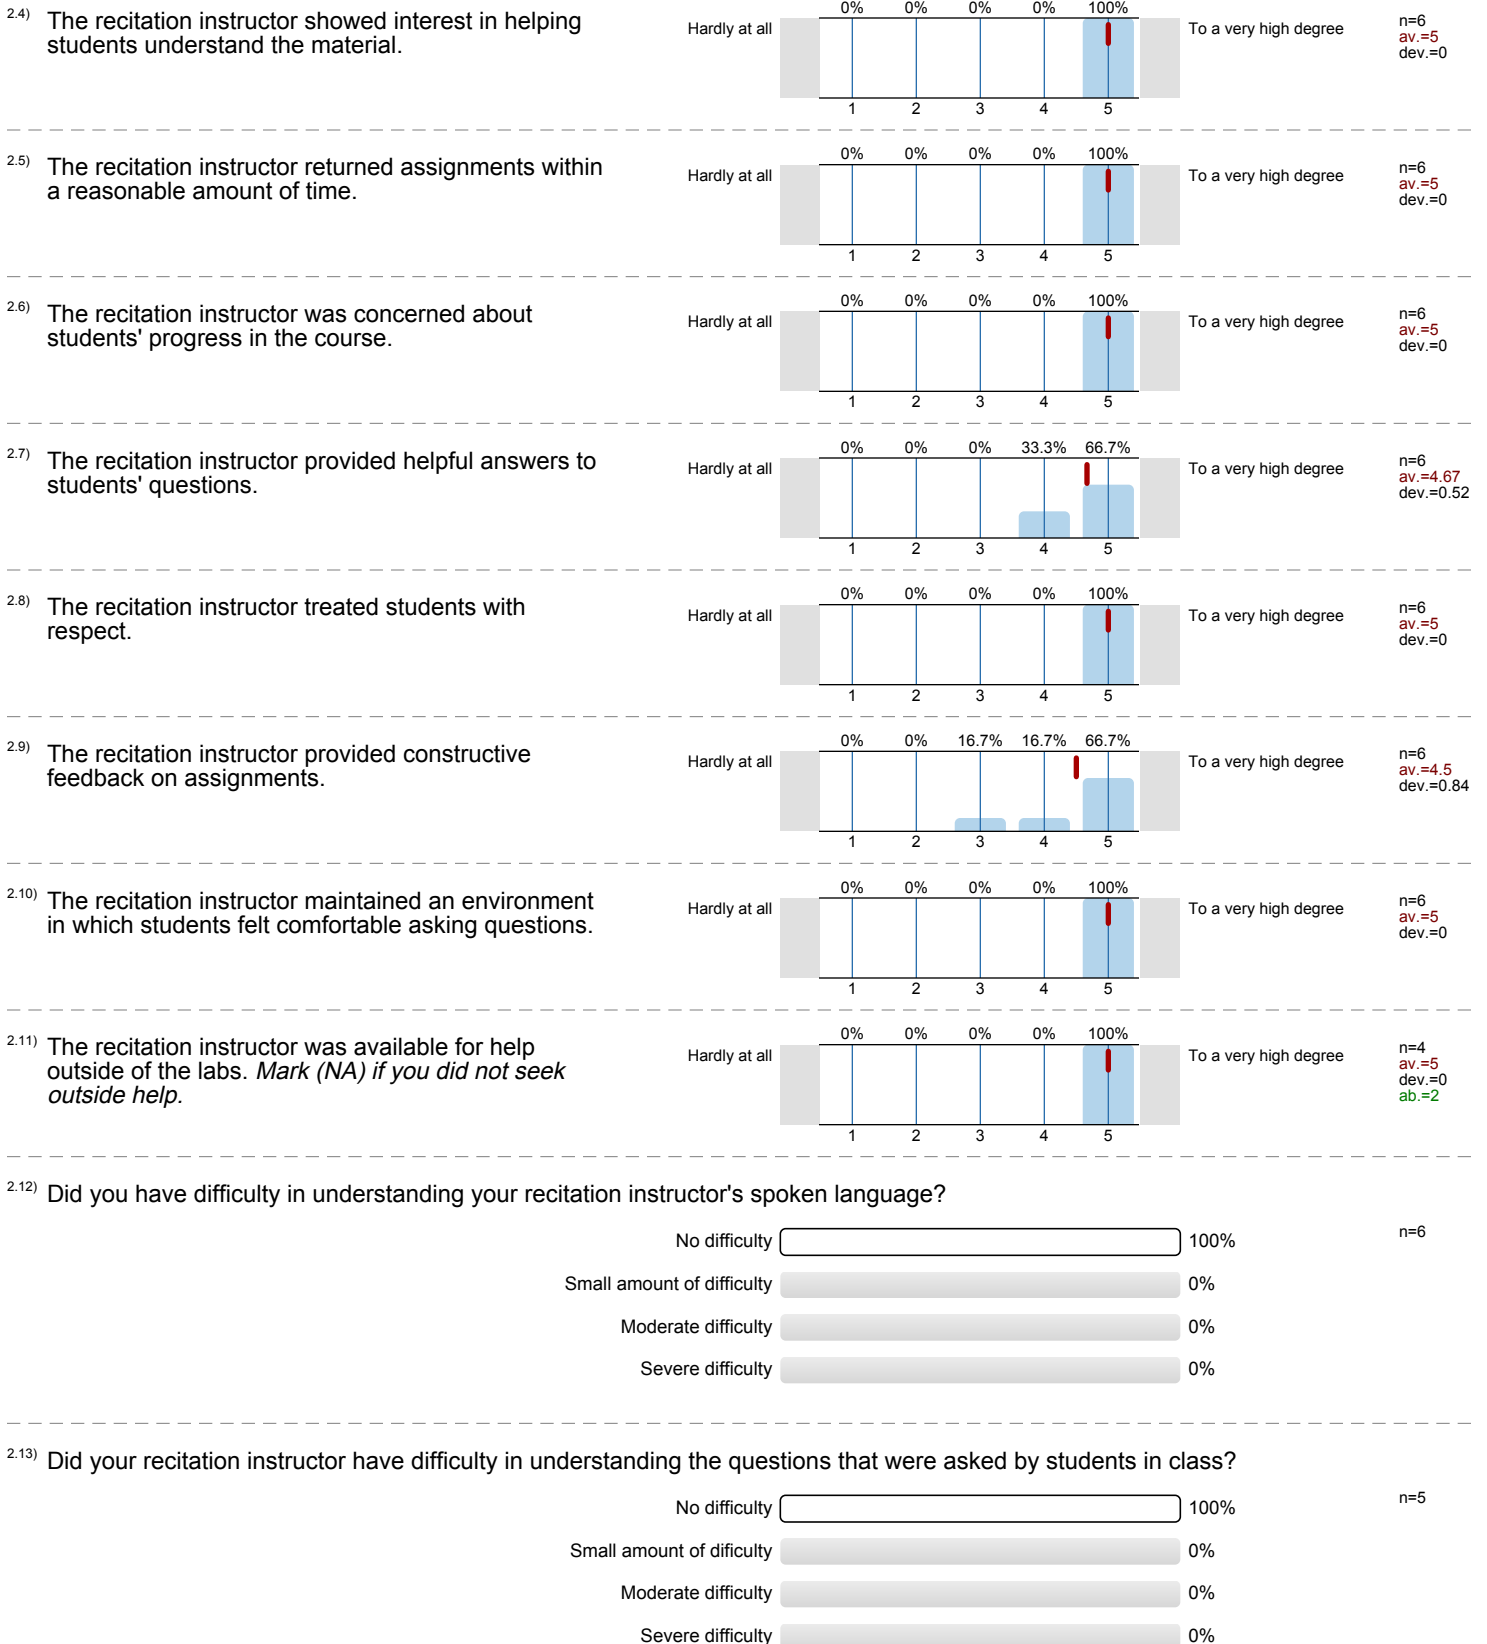 2.4) The recitation instructor showed interest in helping
students understand the material.
0% 0% 0% 0% 100%
Hardly at all
To a very high degree
n=6
av.=5
dev.=0
1 2 3 4 5
2.5) The recitation instructor returned assignments within
a reasonable amount of time.
0% 0% 0% 0% 100%
Hardly at all
To a very high degree
n=6
av.=5
dev.=0
1 2 3 4 5
2.6) The recitation instructor was concerned about
students' progress in the course.
0% 0% 0% 0% 100%
Hardly at all
To a very high degree
n=6
av.=5
dev.=0
1 2 3 4 5
2.7) The recitation instructor provided helpful answers to
students' questions.
0% 0% 0% 33.3% 66.7%
Hardly at all
To a very high degree
n=6
av.=4.67
dev.=0.52
1 2 3 4 5
2.8) The recitation instructor treated students with
respect.
0% 0% 0% 0% 100%
Hardly at all
To a very high degree
n=6
av.=5
dev.=0
1 2 3 4 5
2.9) The recitation instructor provided constructive
feedback on assignments.
0% 0% 16.7% 16.7% 66.7%
Hardly at all
To a very high degree
n=6
av.=4.5
dev.=0.84
1 2 3 4 5
2.10) The recitation instructor maintained an environment
in which students felt comfortable asking questions.
0% 0% 0% 0% 100%
Hardly at all
To a very high degree
n=6
av.=5
dev.=0
1 2 3 4 5
2.11) The recitation instructor was available for help
outside of the labs. Mark (NA) if you did not seek
outside help.
0% 0% 0% 0% 100%
Hardly at all
To a very high degree
n=4
av.=5
dev.=0
ab.=2
1 2 3 4 5
2.12) Did you have difficulty in understanding your recitation instructor's spoken language?
No difficulty 100% n=6
Small amount of difficulty 0%
Moderate difficulty 0%
Severe difficulty 0%
2.13) Did your recitation instructor have difficulty in understanding the questions that were asked by students in class?
No difficulty 100% n=5
Small amount of dificulty 0%
Moderate difficulty 0%
Severe difficulty 0%